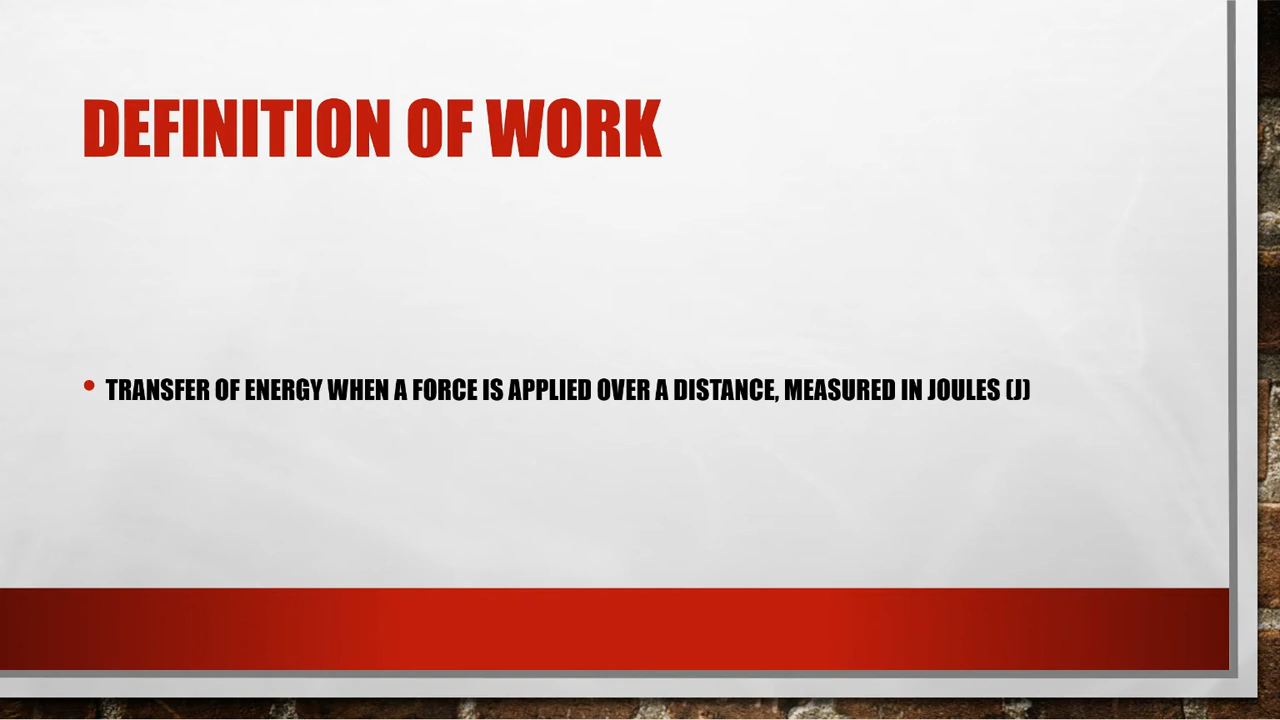 DEFINITION OF WORK
• TRANSFER OF ENERGY WHEN A FORCE IS APPLIED OVER A DISTANCE, MEASURED IN JOULES (J)